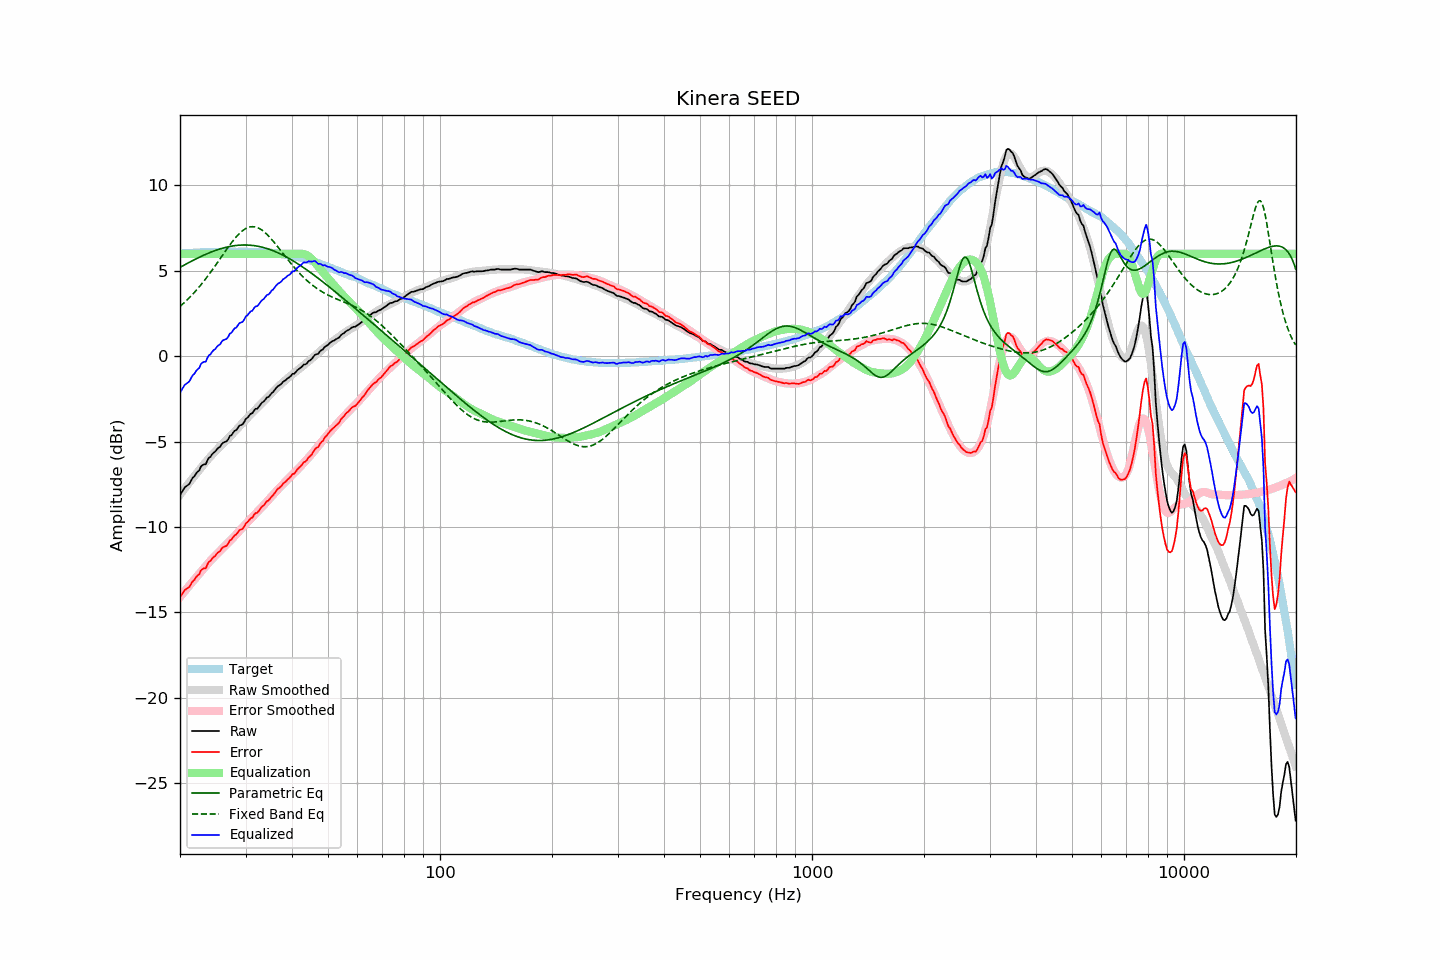 Kinera SEED
10
5
0
−5
−10
−15
−20
−25
Amplitude (dBr)
Target
Raw Smoothed
Error Smoothed
Raw
Error
Equalization
Parametric Eq
Fixed Band Eq
Equalized
100
1000
10000
Frequency (Hz)